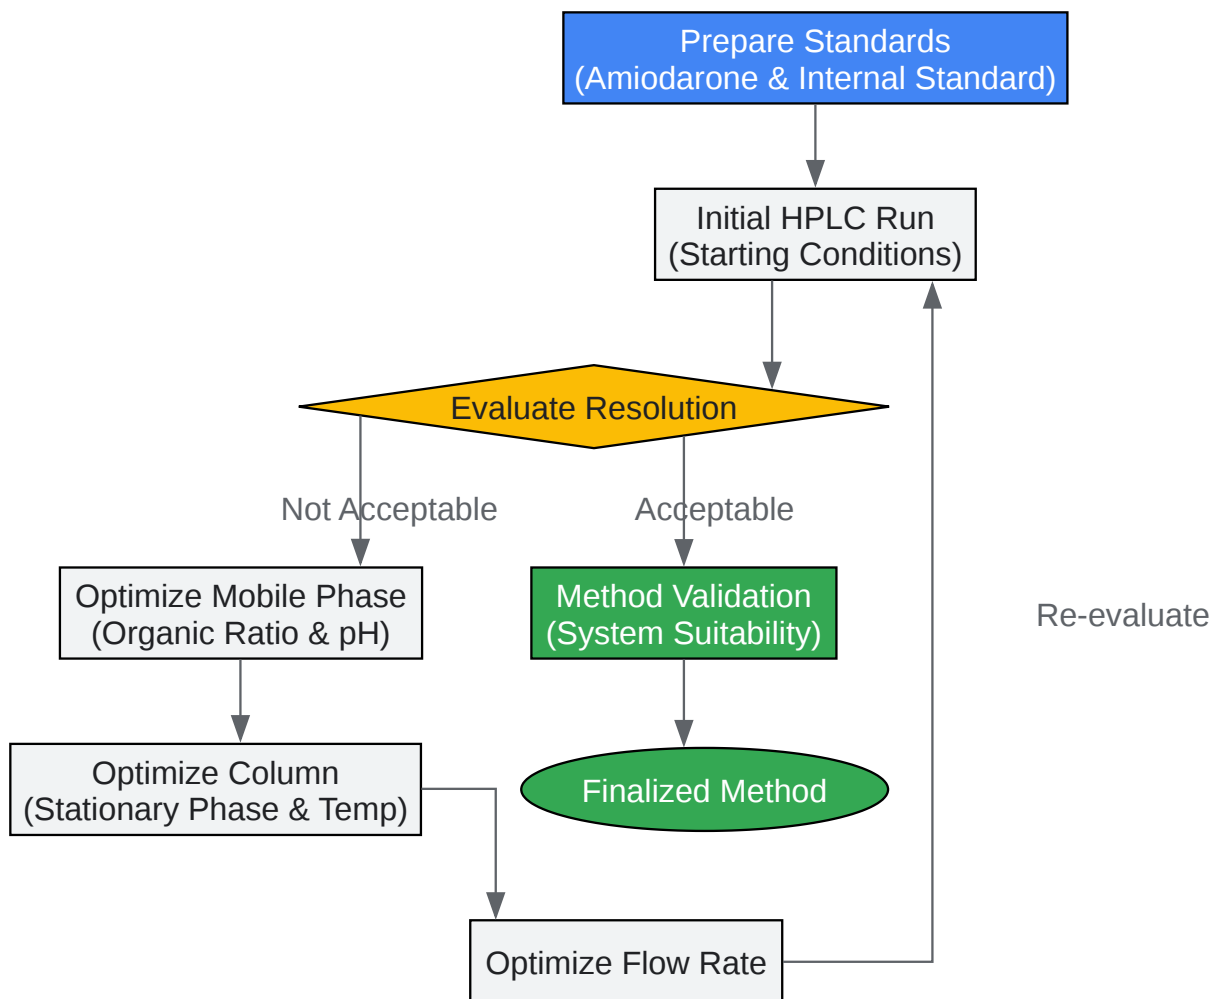 Prepare Standards
(Amiodarone & Internal Standard)
Initial HPLC Run
(Starting Conditions)
Evaluate Resolution
Not Acceptable
Acceptable
Optimize Mobile Phase
(Organic Ratio & pH)
Method Validation
(System Suitability)
Re-evaluate
Optimize Column
(Stationary Phase & Temp)
Finalized Method
Optimize Flow Rate